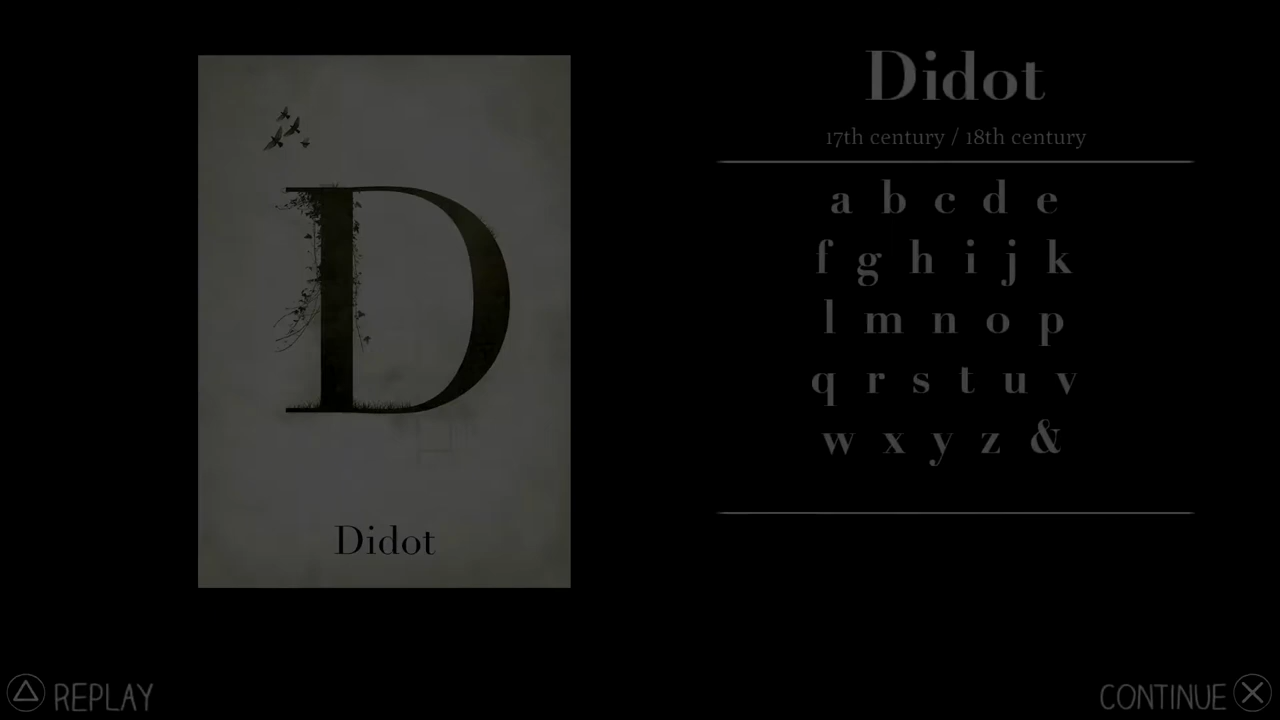 D
Didot
Didot
17th century / 18th century
a b c d e
f g h i j k
l m n o p
q r s t u v
w x y z &
REPLAY
CONTINUE